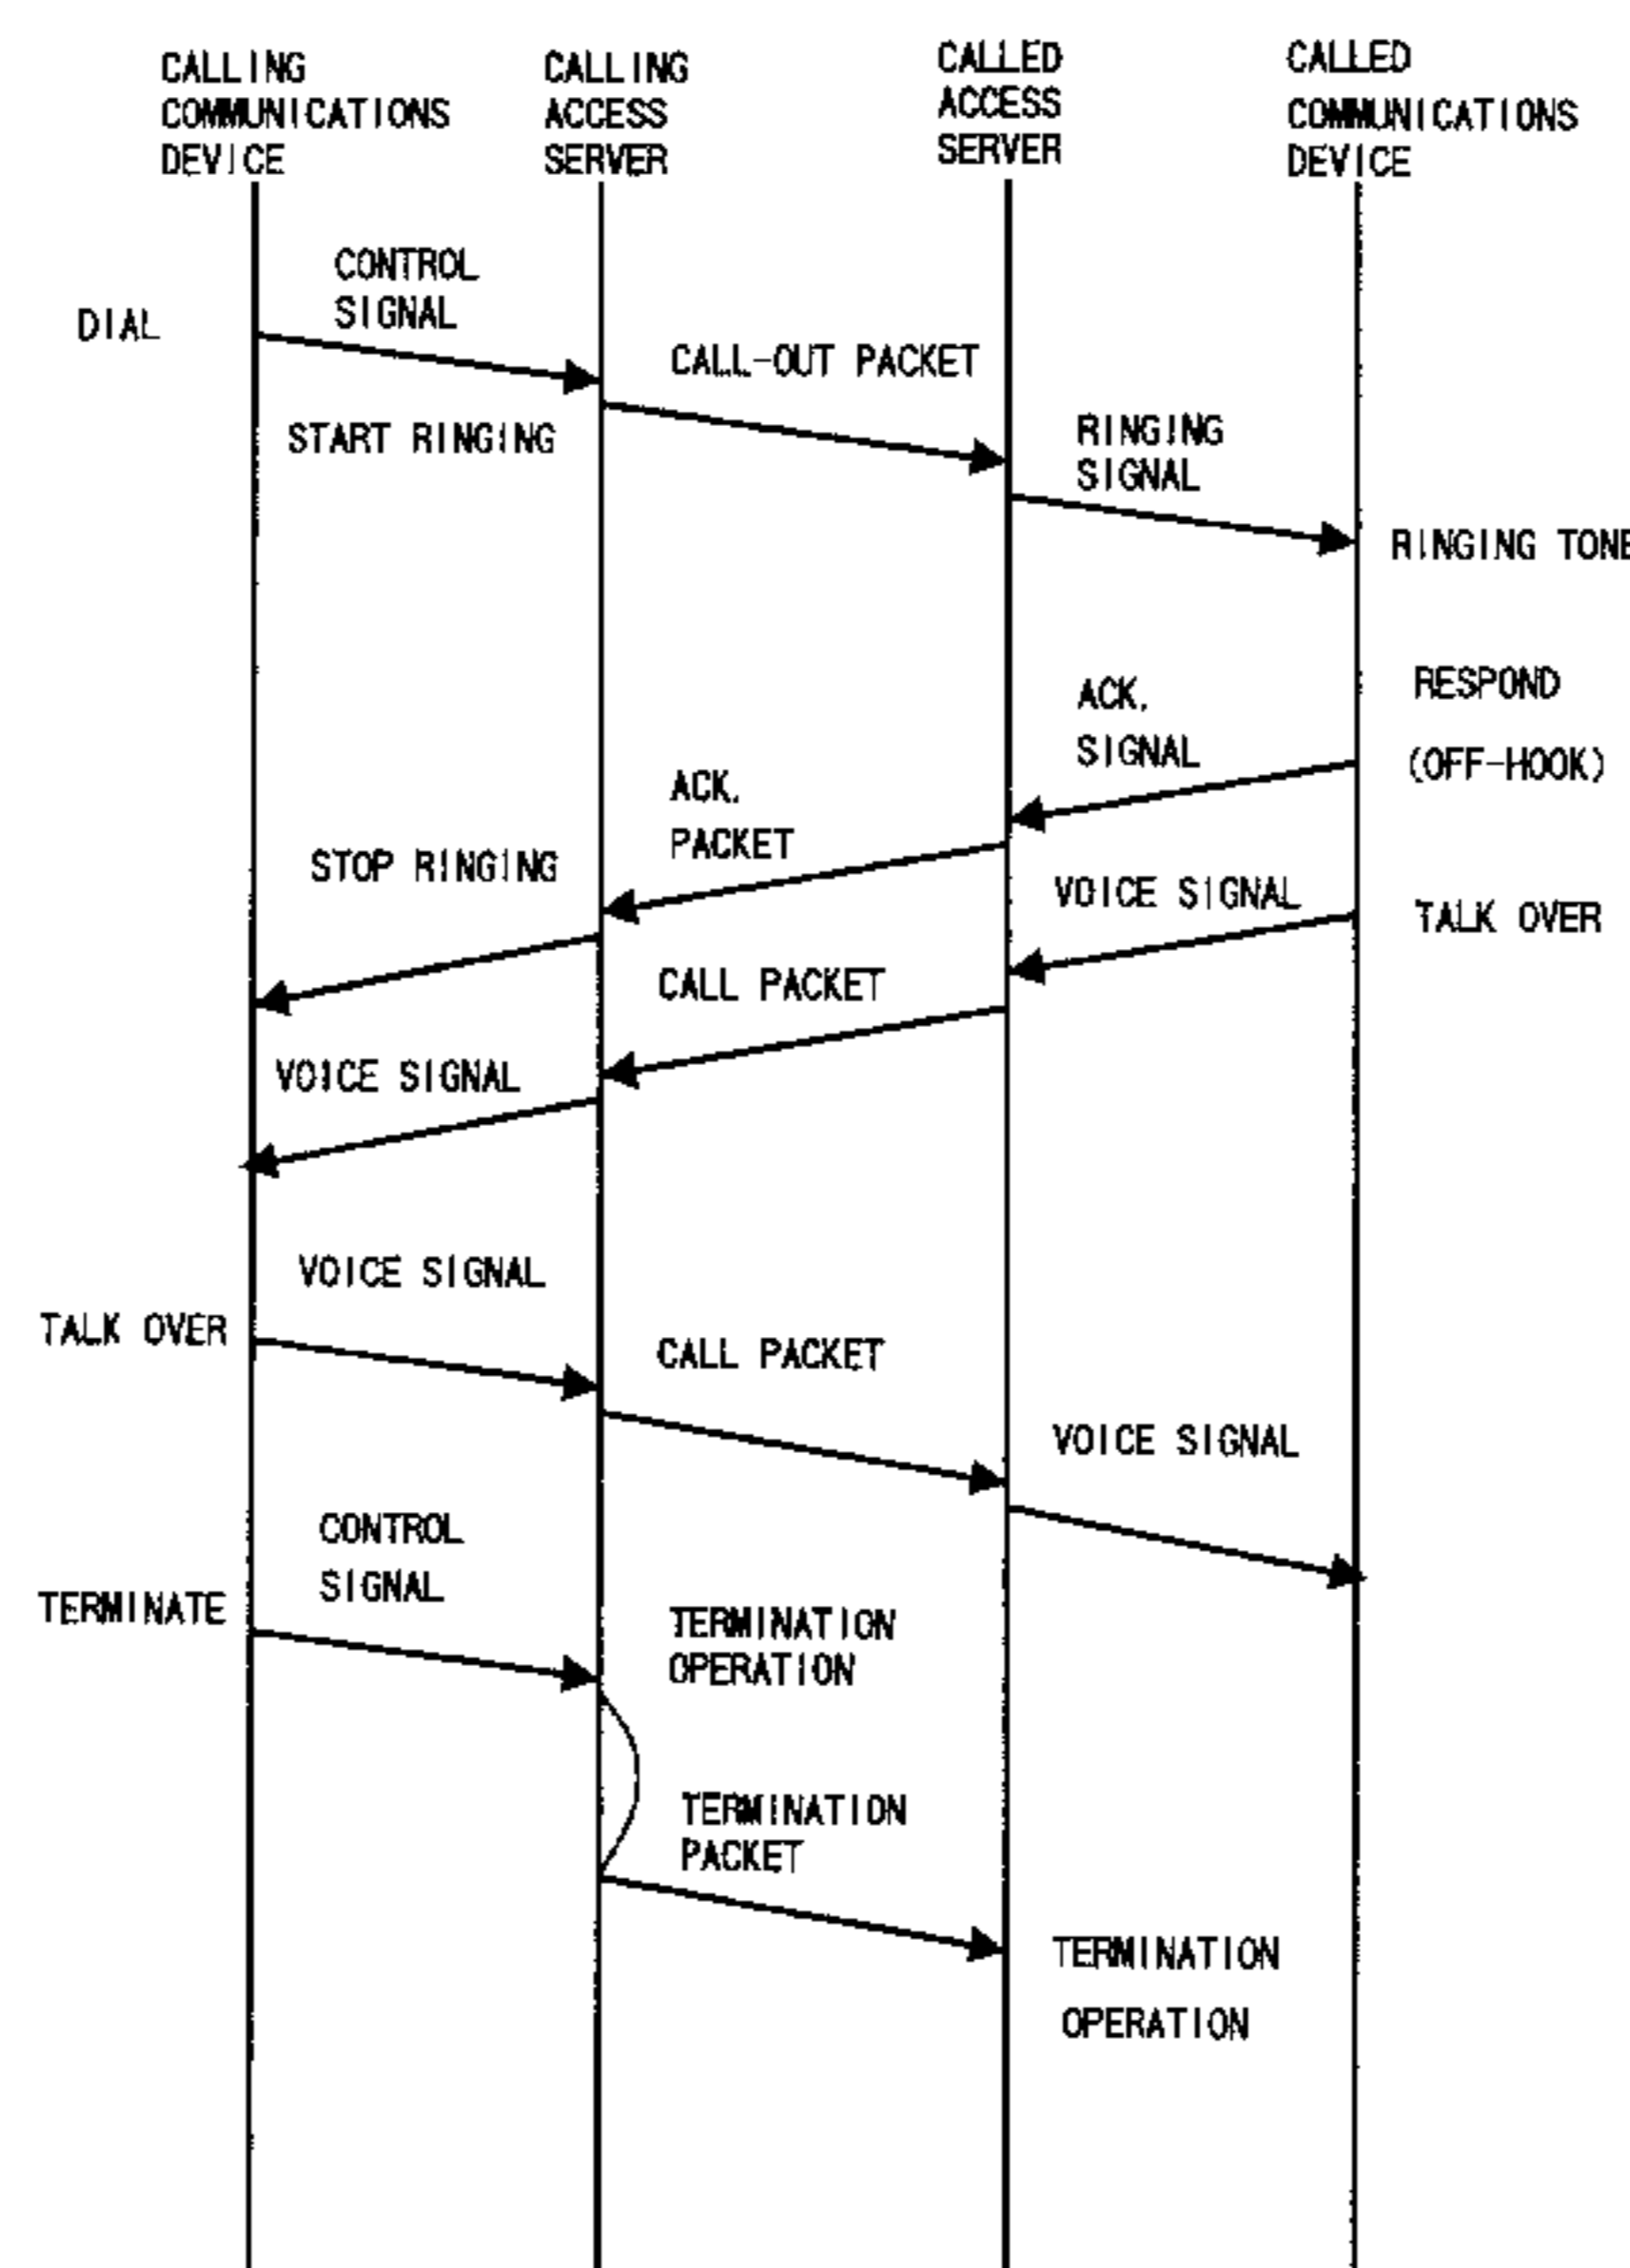 CALLING
COMMUNICATIONS
DEVICE
CALLING
ACCESS
SERVER
CALLED
ACCESS
SERVER
CALLED
COMMUNICATIONS
DEVICE
CONTROL
SIGNAL
DIAL
CALL-OUT PACKET
START RINGING
RINGING
SIGNAL
RINGING TONE
RESPOND
(OFF-HOOK)
ACK.
SIGNAL
ACK.
PACKET
STOP RINGING
VOICE SIGNAL
TALK OVER
CALL PACKET
VOICE SIGNAL
VOICE SIGNAL
TALK OVER
CALL PACKET
VOICE SIGNAL
CONTROL
SIGNAL
TERMINATE
TERMINATION
OPERATION
TERMINATION
PACKET
TERMINATION
OPERATION